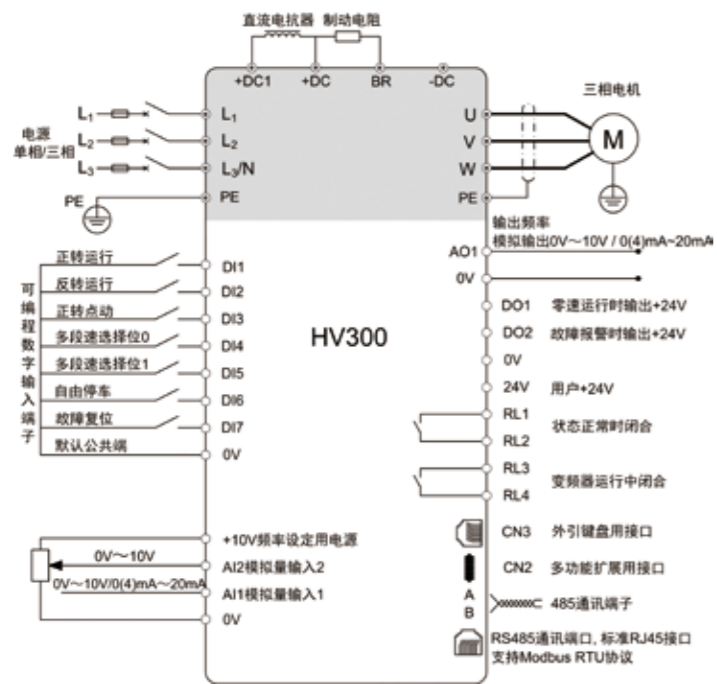 直流电抗器 制动电阻
+DC1 +DC BR -DC
三相电机
电源
单相/三相
L₁ L₁ U
L₂ L₂ V M
L₃ L₃/N W
PE PE PE
输出频率
模拟输出0V～10V / 0(4)mA~20mA
AO1
0V
可编程数字输入端子
正转运行 DI1
反转运行 DI2
正转点动 DI3
多段速选择位0 DI4
多段速选择位1 DI5
自由停车 DI6
故障复位 DI7
默认公共端 0V
HV300
DO1 零速运行时输出+24V
DO2 故障报警时输出+24V
0V
24V 用户+24V
RL1
RL2
状态正常时闭合
RL3
RL4
变频器运行中闭合
+10V频率设定用电源
0V～10V AI2模拟量输入2
0V～10V/0(4)mA～20mA AI1模拟量输入1
0V
CN3 外引键盘用接口
CN2 多功能扩展用接口
A
B
485通讯端子
RS485通讯端口, 标准RJ45接口
支持Modbus RTU协议